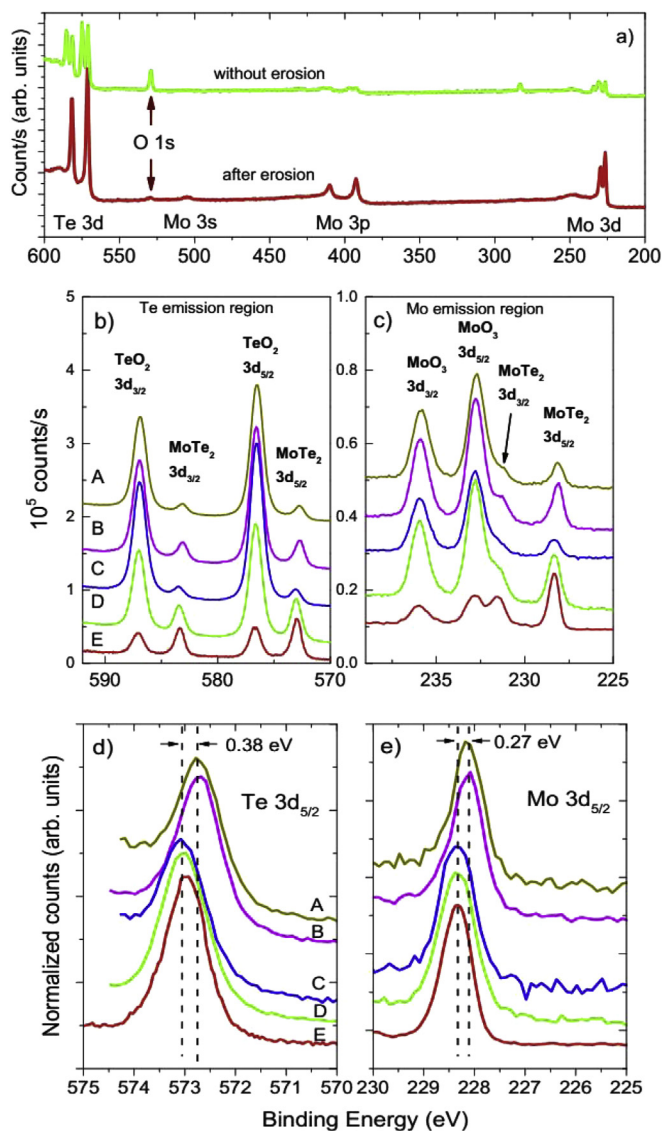 a)
without erosion
O 1s
after erosion
Te 3d
Mo 3s
Mo 3p
Mo 3d
Count/s (arb. units)
600 550 500 450 400 350 300 250 200
b) Te emission region
TeO2
3d3/2
MoTe2
3d3/2
TeO2
3d5/2
MoTe2
3d5/2
A
B
C
D
E
10^5 counts/s
5
4
3
2
1
0
590 580 570
c) Mo emission region
MoO3
3d3/2
MoO3
3d5/2
MoTe2
3d3/2
MoTe2
3d5/2
1.0
0.8
0.6
0.4
0.2
0.0
235 230 225
d)
0.38 eV
Te 3d5/2
A
B
C
D
E
Normalized counts (arb. units)
575 574 573 572 571 570
e)
0.27 eV
Mo 3d5/2
230 229 228 227 226 225
Binding Energy (eV)